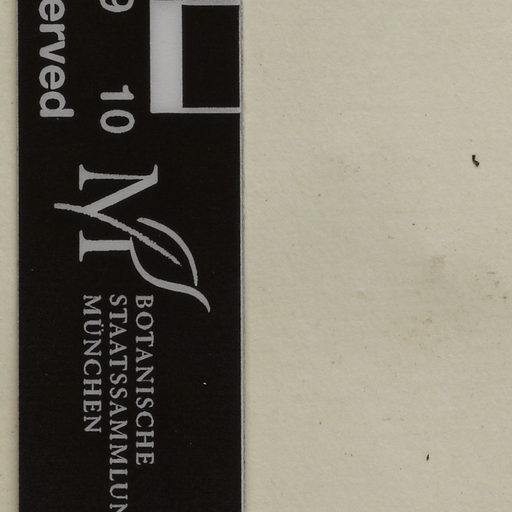 erved
9 10
BOTANISCHE
STAATSSAMMLUN
MÜNCHEN